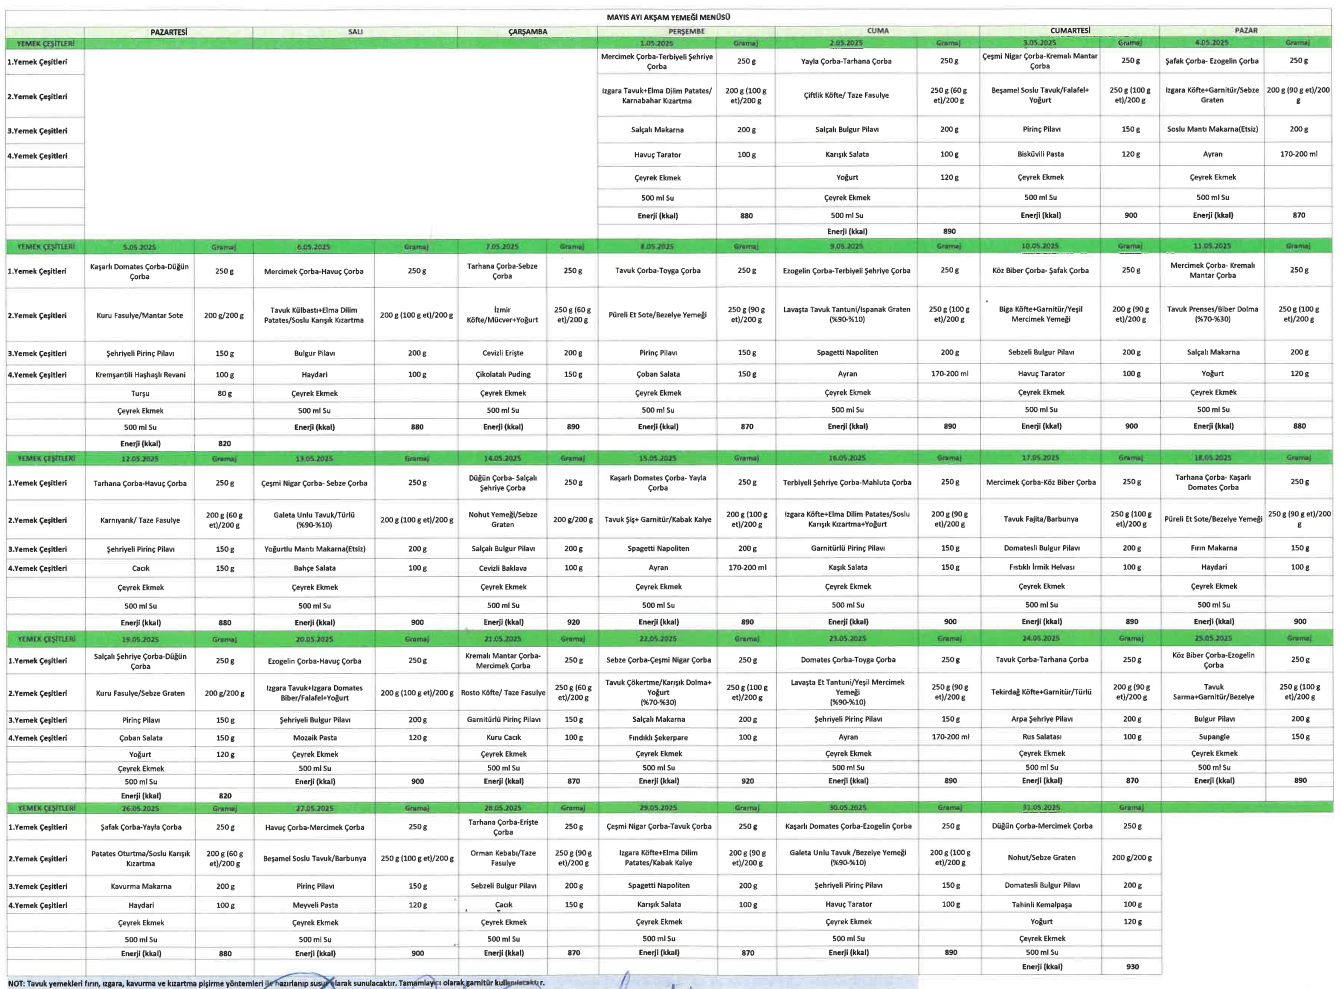 MAYIS AYI AKŞAM YEMEĞİ MENÜSÜ
PAZARTESİ SALI ÇARŞAMBA PERŞEMBE CUMA CUMARTESİ PAZAR
YEMEK ÇEŞİTLERİ 1.05.2025 Gramaj 2.05.2025 Gramaj 3.05.2025 Gramaj 4.05.2025 Gramaj
1.Yemek Çeşitleri Mercimek Çorba-Terbiyeli Şehriye Çorba 250 g Yayla Çorba-Tarhana Çorba 250 g Çeşmi Nigar Çorba-Kremalı Mantar Çorba 250 g Şafak Çorba- Ezogelin Çorba 250 g
2.Yemek Çeşitleri Izgara Tavuk+Elma Dilim Patates/ Karnabahar Kızartma 200 g (100 g et)/200 g Çiftlik Köfte/ Taze Fasulye 250 g (60 g et)/200 g Beşamel Soslu Tavuk/Falafel+ Yoğurt 250 g (100 g et)/200 g Izgara Köfte+Garnitür/Sebze Graten 200 g (90 g et)/200 g
3.Yemek Çeşitleri Salçalı Makarna 200 g Salçalı Bulgur Pilavı 200 g Pirinç Pilavı 150 g Soslu Mantı Makarna(Etsiz) 200 g
4.Yemek Çeşitleri Havuç Tarator 100 g Karışık Salata 100 g Bisküvili Pasta 120 g Ayran 170-200 ml
Çeyrek Ekmek Yoğurt 120 g Çeyrek Ekmek Çeyrek Ekmek
500 ml Su Çeyrek Ekmek 500 ml Su 500 ml Su
Enerji (kkal) 880 500 ml Su Enerji (kkal) 900 Enerji (kkal) 870
Enerji (kkal) 890
YEMEK ÇEŞİTLERİ 5.05.2025 Gramaj 6.05.2025 Gramaj 7.05.2025 Gramaj 8.05.2025 Gramaj 9.05.2025 Gramaj 10.05.2025 Gramaj 11.05.2025 Gramaj
1.Yemek Çeşitleri Kaşarlı Domates Çorba-Düğün Çorba 250 g Mercimek Çorba-Havuç Çorba 250 g Tarhana Çorba-Sebze Çorba 250 g Tavuk Çorba-Toyga Çorba 250 g Ezogelin Çorba-Terbiyeli Şehriye Çorba 250 g Köz Biber Çorba- Şafak Çorba 250 g Mercimek Çorba- Kremalı Mantar Çorba 250 g
2.Yemek Çeşitleri Kuru Fasulye/Mantar Sote 200 g/200 g Tavuk Külbastı+Elma Dilim Patates/Soslu Karışık Kızartma 200 g (100 g et)/200 g İzmir Köfte/Mücver+Yoğurt 250 g (60 g et)/200 g Püreli Et Sote/Bezelye Yemeği 250 g (90 g et)/200 g Lavaşta Tavuk Tantuni/Ispanak Graten (%90-%10) 250 g (100 g et)/200 g Biga Köfte+Garnitür/Yeşil Mercimek Yemeği 200 g (90 g et)/200 g Tavuk Prenses/Biber Dolma (%70-%30) 250 g (100 g et)/200 g
3.Yemek Çeşitleri Şehriyeli Pirinç Pilavı 150 g Bulgur Pilavı 200 g Cevizli Erişte 200 g Pirinç Pilavı 150 g Spagetti Napoliten 200 g Sebzeli Bulgur Pilavı 200 g Salçalı Makarna 200 g
4.Yemek Çeşitleri Kremşantili Haşhaşlı Revani 100 g Haydari 100 g Çikolatalı Puding 150 g Çoban Salata 150 g Ayran 170-200 ml Havuç Tarator 100 g Yoğurt 120 g
Turşu 80 g Çeyrek Ekmek Çeyrek Ekmek Çeyrek Ekmek Çeyrek Ekmek Çeyrek Ekmek Çeyrek Ekmek
Çeyrek Ekmek 500 ml Su 500 ml Su 500 ml Su 500 ml Su 500 ml Su 500 ml Su
500 ml Su Enerji (kkal) 880 Enerji (kkal) 890 Enerji (kkal) 870 Enerji (kkal) 890 Enerji (kkal) 900 Enerji (kkal) 880
Enerji (kkal) 820
YEMEK ÇEŞİTLERİ 12.05.2025 Gramaj 13.05.2025 Gramaj 14.05.2025 Gramaj 15.05.2025 Gramaj 16.05.2025 Gramaj 17.05.2025 Gramaj 18.05.2025 Gramaj
1.Yemek Çeşitleri Tarhana Çorba-Havuç Çorba 250 g Çeşmi Nigar Çorba- Sebze Çorba 250 g Düğün Çorba- Salçalı Şehriye Çorba 250 g Kaşarlı Domates Çorba- Yayla Çorba 250 g Terbiyeli Şehriye Çorba-Mahluta Çorba 250 g Mercimek Çorba-Köz Biber Çorba 250 g Tarhana Çorba- Kaşarlı Domates Çorba 250 g
2.Yemek Çeşitleri Karnıyarık/ Taze Fasulye 200 g (60 g et)/200 g Galeta Unlu Tavuk/Türlü (%90-%10) 200 g (100 g et)/200 g Nohut Yemeği/Sebze Graten 200 g/200 g Tavuk Şiş+ Garnitür/Kabak Kalye 200 g (100 g et)/200 g Izgara Köfte+Elma Dilim Patates/Soslu Karışık Kızartma+Yoğurt 200 g (90 g et)/200 g Tavuk Fajita/Barbunya 250 g (100 g et)/200 g Püreli Et Sote/Bezelye Yemeği 250 g (90 g et)/200 g
3.Yemek Çeşitleri Şehriyeli Pirinç Pilavı 150 g Yoğurtlu Mantı Makarna(Etsiz) 200 g Salçalı Bulgur Pilavı 200 g Spagetti Napoliten 200 g Garnitürlü Pirinç Pilavı 150 g Domatesli Bulgur Pilavı 200 g Fırın Makarna 150 g
4.Yemek Çeşitleri Cacık 150 g Bahçe Salata 100 g Cevizli Baklava 100 g Ayran 170-200 ml Kaşık Salata 150 g Fıstıklı İrmik Helvası 100 g Haydari 100 g
Çeyrek Ekmek Çeyrek Ekmek Çeyrek Ekmek Çeyrek Ekmek Çeyrek Ekmek Çeyrek Ekmek Çeyrek Ekmek
500 ml Su 500 ml Su 500 ml Su 500 ml Su 500 ml Su 500 ml Su 500 ml Su
Enerji (kkal) 880 Enerji (kkal) 900 Enerji (kkal) 920 Enerji (kkal) 890 Enerji (kkal) 900 Enerji (kkal) 890 Enerji (kkal) 900
YEMEK ÇEŞİTLERİ 19.05.2025 Gramaj 20.05.2025 Gramaj 21.05.2025 Gramaj 22.05.2025 Gramaj 23.05.2025 Gramaj 24.05.2025 Gramaj 25.05.2025 Gramaj
1.Yemek Çeşitleri Salçalı Şehriye Çorba-Düğün Çorba 250 g Ezogelin Çorba-Havuç Çorba 250 g Kremalı Mantar Çorba- Mercimek Çorba 250 g Sebze Çorba-Çeşmi Nigar Çorba 250 g Domates Çorba-Toyga Çorba 250 g Tavuk Çorba-Tarhana Çorba 250 g Köz Biber Çorba-Ezogelin Çorba 250 g
2.Yemek Çeşitleri Kuru Fasulye/Sebze Graten 200 g/200 g Izgara Tavuk+Izgara Domates Biber/Falafel+Yoğurt 200 g (100 g et)/200 g Rosto Köfte/ Taze Fasulye 250 g (60 g et)/200 g Tavuk Çökertme/Karışık Dolma+ Yoğurt (%70-%30) 250 g (100 g et)/200 g Lavaşta Et Tantuni/Yeşil Mercimek Yemeği (%90-%10) 250 g (90 g et)/200 g Tekirdağ Köfte+Garnitür/Türlü 200 g (90 g et)/200 g Tavuk Sarma+Garnitür/Bezelye 250 g (100 g et)/200 g
3.Yemek Çeşitleri Pirinç Pilavı 150 g Şehriyeli Bulgur Pilavı 200 g Garnitürlü Pirinç Pilavı 150 g Salçalı Makarna 200 g Şehriyeli Pirinç Pilavı 150 g Arpa Şehriye Pilavı 200 g Bulgur Pilavı 200 g
4.Yemek Çeşitleri Çoban Salata 150 g Mozaik Pasta 120 g Kuru Cacık 100 g Fındıklı Şekerpare 100 g Ayran 170-200 ml Rus Salatası 100 g Supangle 150 g
Yoğurt 120 g Çeyrek Ekmek Çeyrek Ekmek Çeyrek Ekmek Çeyrek Ekmek Çeyrek Ekmek Çeyrek Ekmek
Çeyrek Ekmek 500 ml Su 500 ml Su 500 ml Su 500 ml Su 500 ml Su 500 ml Su
500 ml Su Enerji (kkal) 900 Enerji (kkal) 870 Enerji (kkal) 920 Enerji (kkal) 890 Enerji (kkal) 870 Enerji (kkal) 890
Enerji (kkal) 820
YEMEK ÇEŞİTLERİ 26.05.2025 Gramaj 27.05.2025 Gramaj 28.05.2025 Gramaj 29.05.2025 Gramaj 30.05.2025 Gramaj 31.05.2025 Gramaj
1.Yemek Çeşitleri Şafak Çorba-Yayla Çorba 250 g Havuç Çorba-Mercimek Çorba 250 g Tarhana Çorba-Erişte Çorba 250 g Çeşmi Nigar Çorba-Tavuk Çorba 250 g Kaşarlı Domates Çorba-Ezogelin Çorba 250 g Düğün Çorba-Mercimek Çorba 250 g
2.Yemek Çeşitleri Patates Oturtma/Soslu Karışık Kızartma 200 g (60 g et)/200 g Beşamel Soslu Tavuk/Barbunya 250 g (100 g et)/200 g Orman Kebabı/Taze Fasulye 250 g (90 g et)/200 g Izgara Köfte+Elma Dilim Patates/Kabak Kalye 200 g (90 g et)/200 g Galeta Unlu Tavuk /Bezelye Yemeği (%90-%10) 200 g (100 g et)/200 g Nohut/Sebze Graten 200 g/200 g
3.Yemek Çeşitleri Kavurma Makarna 200 g Pirinç Pilavı 150 g Sebzeli Bulgur Pilavı 200 g Spagetti Napoliten 200 g Şehriyeli Pirinç Pilavı 150 g Domatesli Bulgur Pilavı 200 g
4.Yemek Çeşitleri Haydari 100 g Meyveli Pasta 120 g Cacık 150 g Karışık Salata 100 g Havuç Tarator 100 g Tahinli Kemalpaşa 100 g
Çeyrek Ekmek Çeyrek Ekmek Çeyrek Ekmek Çeyrek Ekmek Çeyrek Ekmek Yoğurt 120 g
500 ml Su 500 ml Su 500 ml Su 500 ml Su 500 ml Su Çeyrek Ekmek
Enerji (kkal) 880 Enerji (kkal) 900 Enerji (kkal) 870 Enerji (kkal) 870 Enerji (kkal) 890 500 ml Su
Enerji (kkal) 930
NOT: Tavuk yemekleri fırın, ızgara, kavurma ve kızartma pişirme yöntemleri ile hazırlanıp susuz olarak sunulacaktır. Tamamlayıcı olarak garnitür kullanılacaktır.